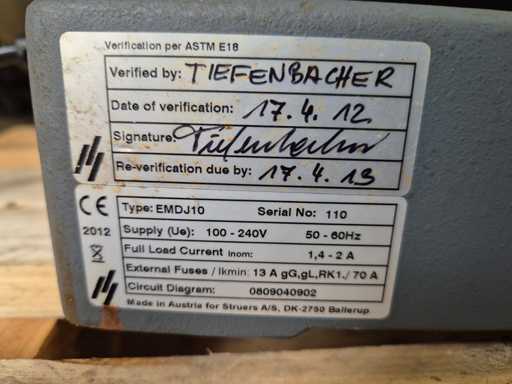 Verification per ASTM E18
Verified by: TIEFENBACHER
Date of verification: 17.4.12
Signature: Tiefenbacher
Re-verification due by: 17.4.13
CE
2012
Type: EMDJ10 Serial No: 110
Supply (Ue): 100 - 240V 50 - 60Hz
Full Load Current Inom: 1,4 - 2 A
External Fuses / Ikmin: 13 A gG,gL,RK1./ 70 A
Circuit Diagram: 0809040902
Made in Austria for Struers A/S, DK-2750 Ballerup